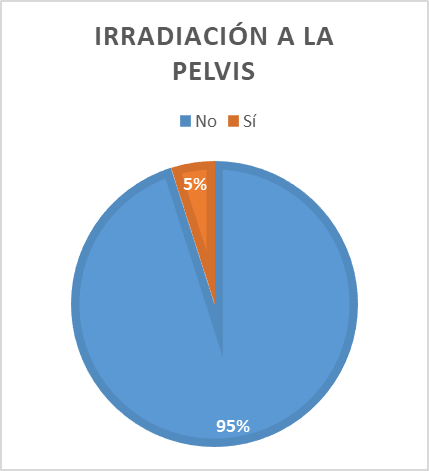 IRRADIACIÓN A LA
PELVIS
No Sí
5%
95%